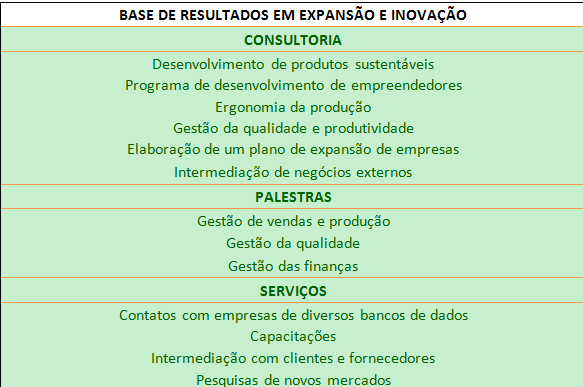 BASE DE RESULTADOS EM EXPANSÃO E INOVAÇÃO
CONSULTORIA
Desenvolvimento de produtos sustentáveis
Programa de desenvolvimento de empreendedores
Ergonomia da produção
Gestão da qualidade e produtividade
Elaboração de um plano de expansão de empresas
Intermediação de negócios externos
PALESTRAS
Gestão de vendas e produção
Gestão da qualidade
Gestão das finanças
SERVIÇOS
Contatos com empresas de diversos bancos de dados
Capacitações
Intermediação com clientes e fornecedores
Pesquisas de novos mercados